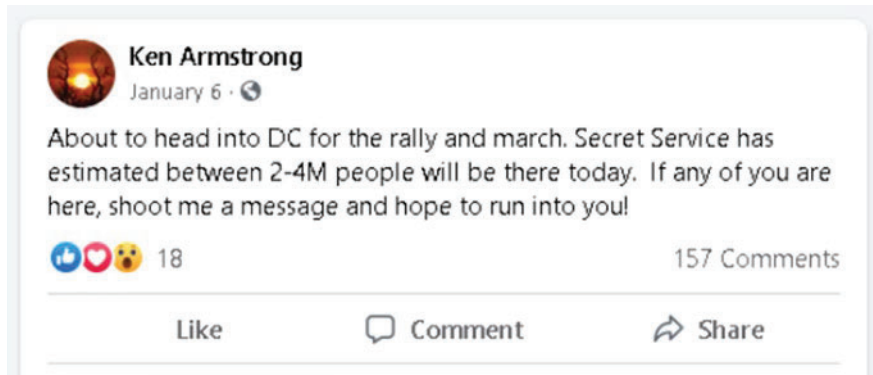 Ken Armstrong
January 6 ·
About to head into DC for the rally and march. Secret Service has
estimated between 2-4M people will be there today.  If any of you are
here, shoot me a message and hope to run into you!
18
157 Comments
Like
Comment
Share